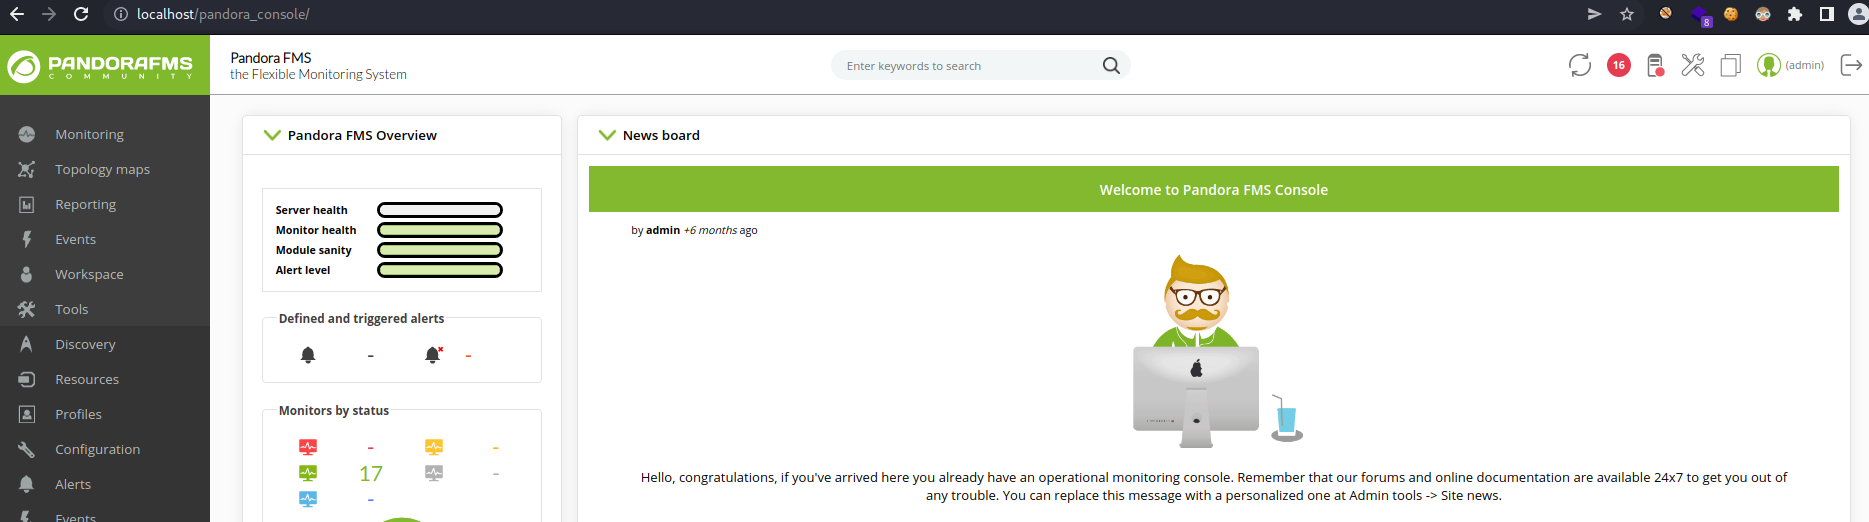 localhost/pandora_console/
8
PANDORAFMS
COMMUNITY
Pandora FMS
the Flexible Monitoring System
Enter keywords to search
16
(admin)
Monitoring
Topology maps
Reporting
Events
Workspace
Tools
Discovery
Resources
Profiles
Configuration
Alerts
Events
Pandora FMS Overview
Server health
Monitor health
Module sanity
Alert level
Defined and triggered alerts
- -
Monitors by status
- -
17 -
-
News board
Welcome to Pandora FMS Console
by admin +6 months ago
Hello, congratulations, if you've arrived here you already have an operational monitoring console. Remember that our forums and online documentation are available 24x7 to get you out of
any trouble. You can replace this message with a personalized one at Admin tools -> Site news.